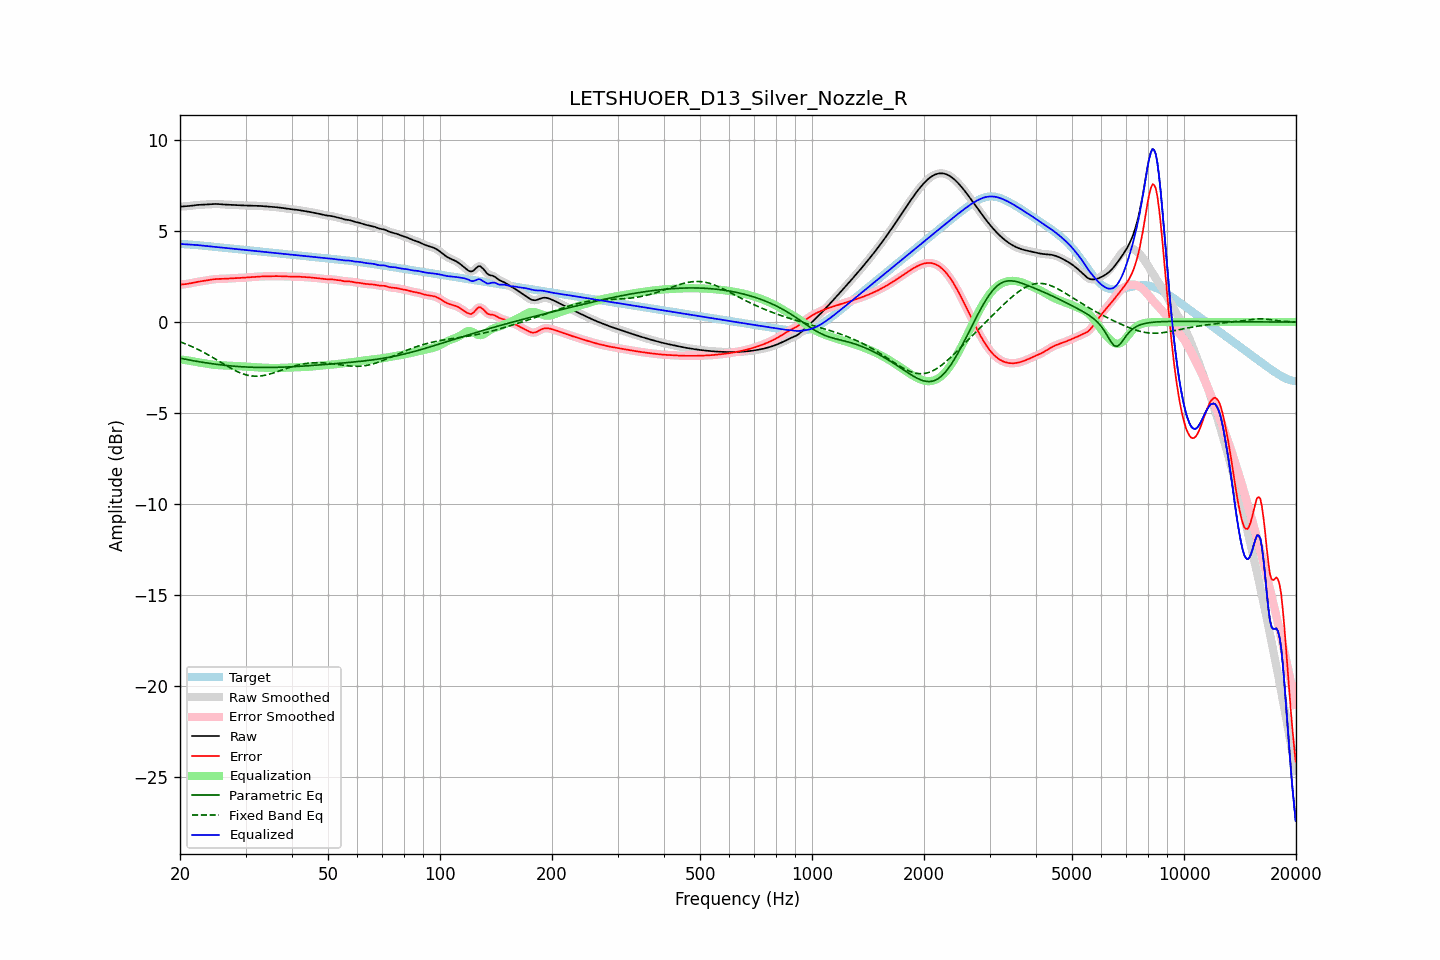 LETSHUOER_D13_Silver_Nozzle_R
10
5
0
−5
−10
−15
−20
−25
Amplitude (dBr)
Target
Raw Smoothed
Error Smoothed
Raw
Error
Equalization
Parametric Eq
Fixed Band Eq
Equalized
20 50 100 200 500 1000 2000 5000 10000 20000
Frequency (Hz)